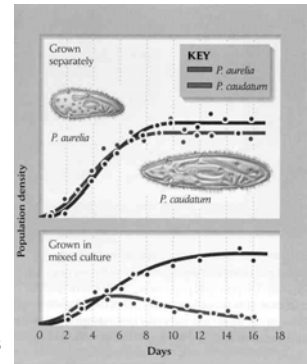 Grown
separately
KEY
P. aurelia
P. caudatum
P. aurelia
P. caudatum
Population density
Grown in
mixed culture
0 2 4 6 8 10 12 14 16 18
Days